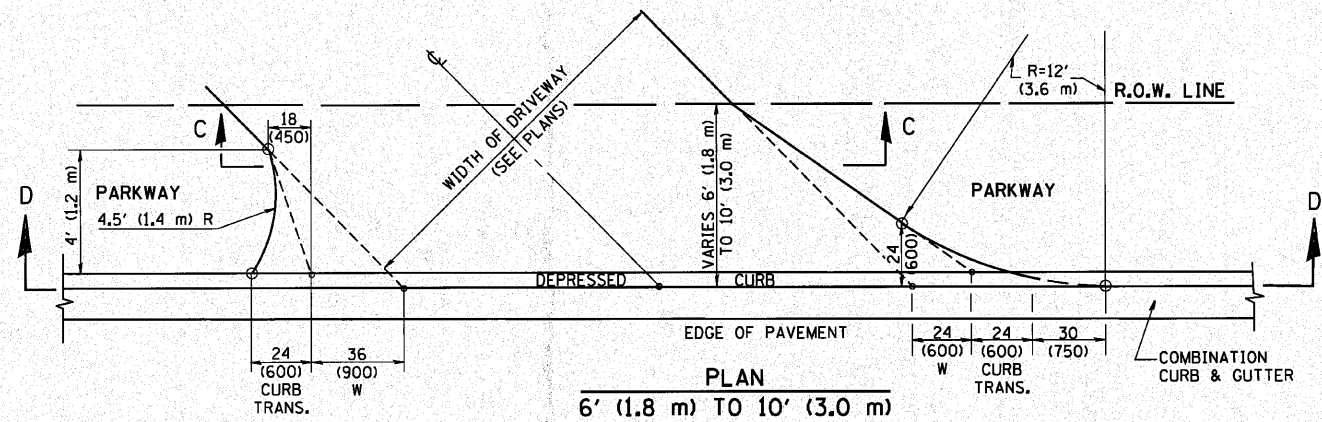 R=12'
(3.6 m)
R.O.W. LINE
18
(450)
C
WIDTH OF DRIVEWAY
(SEE PLANS)
C
D
4' (1.2 m)
PARKWAY
4.5' (1.4 m) R
VARIES 6' (1.8 m)
TO 10' (3.0 m)
PARKWAY
24
(600)
D
DEPRESSED CURB
EDGE OF PAVEMENT
24
(600)
CURB
TRANS.
36
(900)
W
24
(600)
W
24
(600)
CURB
TRANS.
30
(750)
COMBINATION
CURB & GUTTER
PLAN
6' (1.8 m) TO 10' (3.0 m)